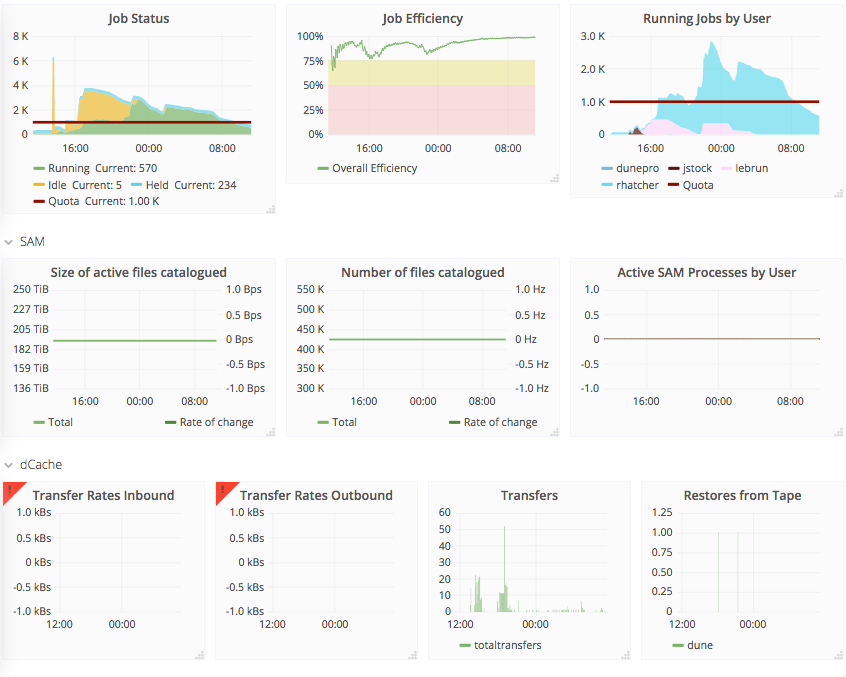 Job Status
8 K
6 K
4 K
2 K
0
16:00 00:00 08:00
Running Current: 570
Idle Current: 5 Held Current: 234
Quota Current: 1.00 K
Job Efficiency
100%
75%
50%
25%
0%
16:00 00:00 08:00
Overall Efficiency
Running Jobs by User
3.0 K
2.0 K
1.0 K
0
16:00 00:00 08:00
dunepro jstock lebrun
rhatcher Quota
SAM
Size of active files catalogued
250 TiB 1.0 Bps
227 TiB 0.5 Bps
205 TiB 0 Bps
182 TiB -0.5 Bps
159 TiB -1.0 Bps
136 TiB
16:00 00:00 08:00
Total Rate of change
Number of files catalogued
550 K 1.0 Hz
500 K 0.5 Hz
450 K 0 Hz
400 K -0.5 Hz
350 K -1.0 Hz
300 K
16:00 00:00 08:00
Total Rate of change
Active SAM Processes by User
1.0
0.5
0
-0.5
-1.0
16:00 00:00 08:00
dCache
!
Transfer Rates Inbound
1.0 kBs
0.5 kBs
0 kBs
-0.5 kBs
-1.0 kBs
12:00 00:00
!
Transfer Rates Outbound
1.0 kBs
0.5 kBs
0 kBs
-0.5 kBs
-1.0 kBs
12:00 00:00
Transfers
60
50
40
30
20
10
0
12:00 00:00
totaltransfers
Restores from Tape
1.25
1.00
0.75
0.50
0.25
0
12:00 00:00
dune